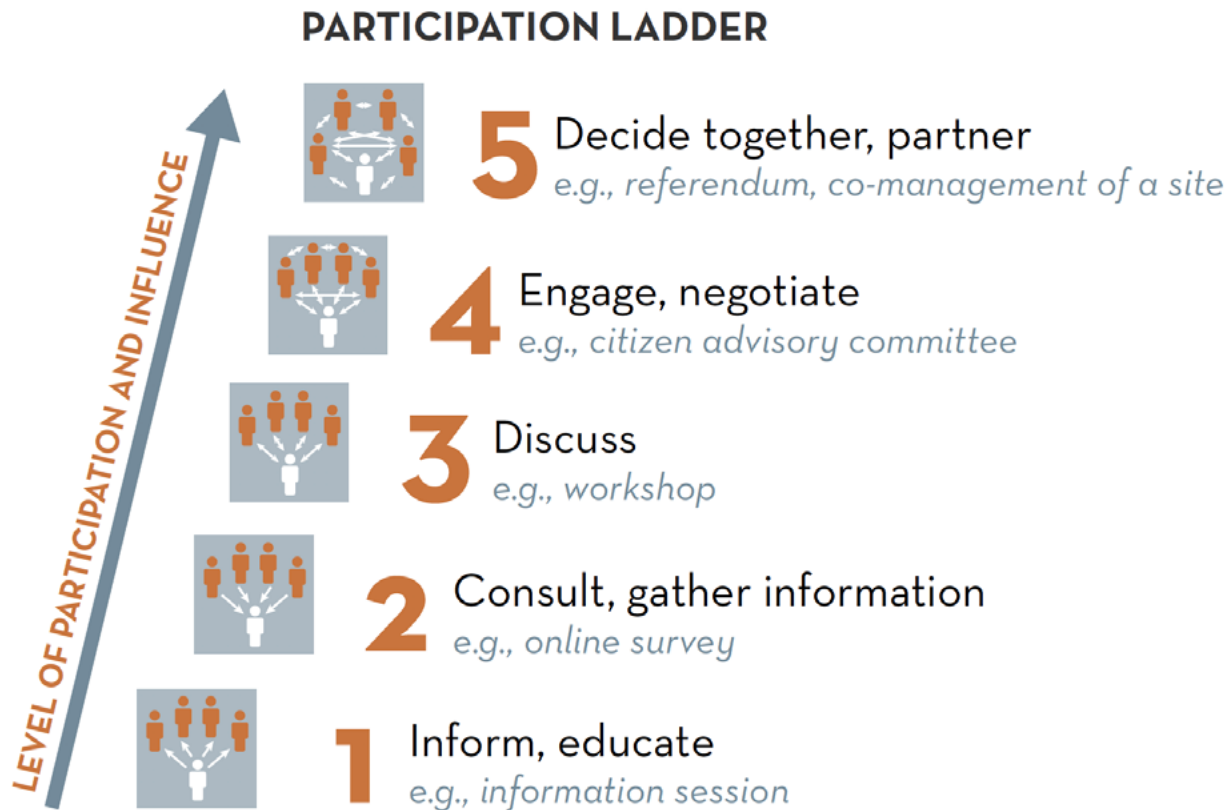 PARTICIPATION LADDER
LEVEL OF PARTICIPATION AND INFLUENCE
5
Decide together, partner
e.g., referendum, co-management of a site
4
Engage, negotiate
e.g., citizen advisory committee
3
Discuss
e.g., workshop
2
Consult, gather information
e.g., online survey
1
Inform, educate
e.g., information session